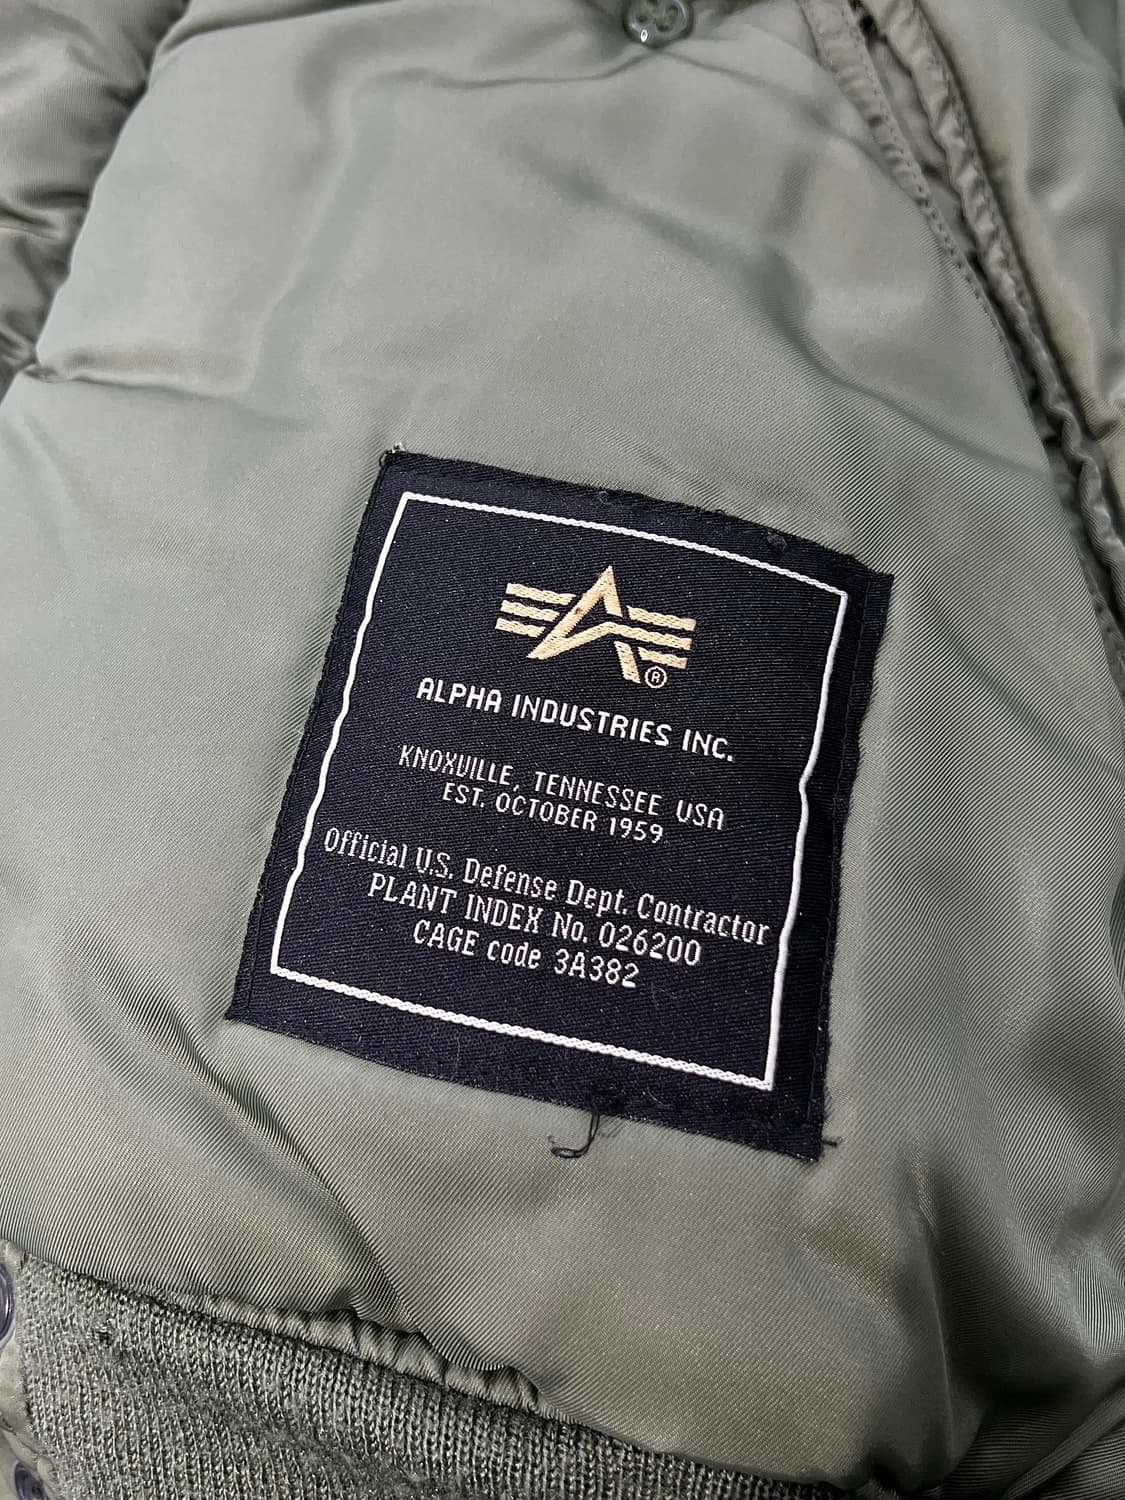 ®
ALPHA INDUSTRIES INC.
KNOXVILLE, TENNESSEE USA
EST. OCTOBER 1959
Official U.S. Defense Dept. Contractor
PLANT INDEX No. 026200
CAGE code 3A382